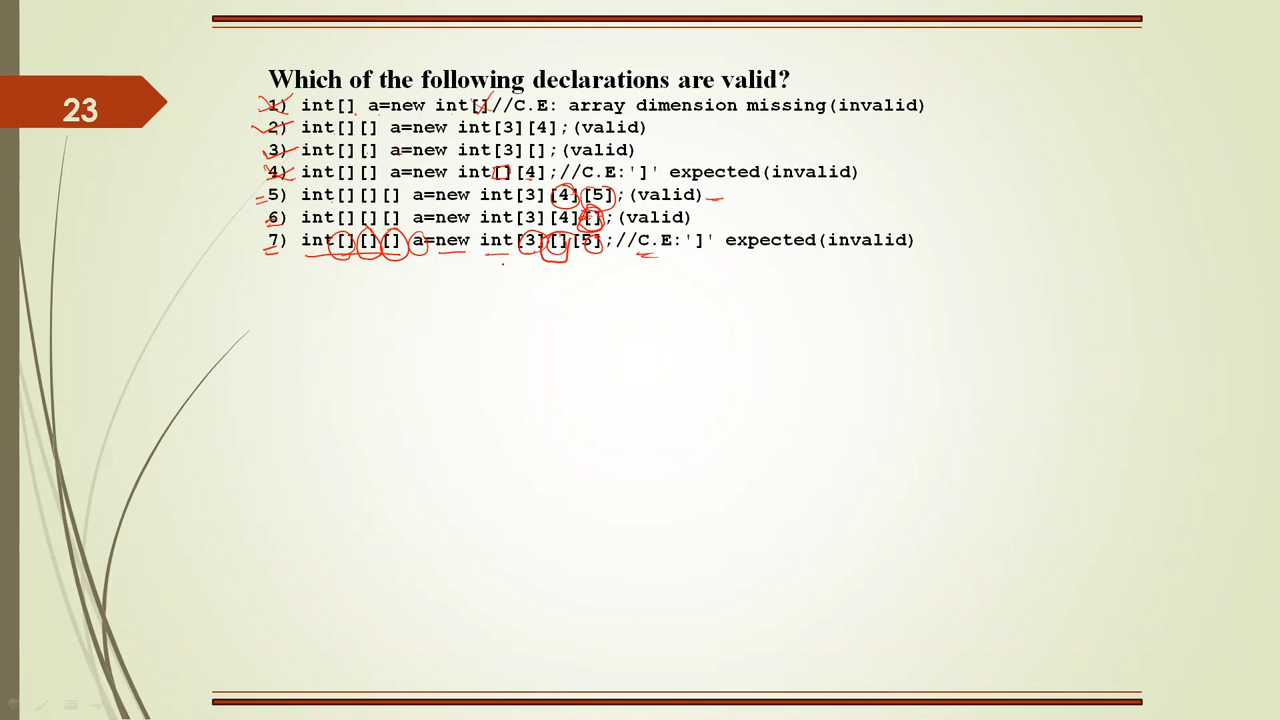 23
Which of the following declarations are valid?
1) int[] a=new int[]//C.E: array dimension missing(invalid)
2) int[][] a=new int[3][4];(valid)
3) int[][] a=new int[3][];(valid)
4) int[][] a=new int[][4];//C.E:']' expected(invalid)
5) int[][][] a=new int[3][4][5];(valid)
6) int[][][] a=new int[3][4][];(valid)
7) int[][][] a=new int[3][][5];//C.E:']' expected(invalid)